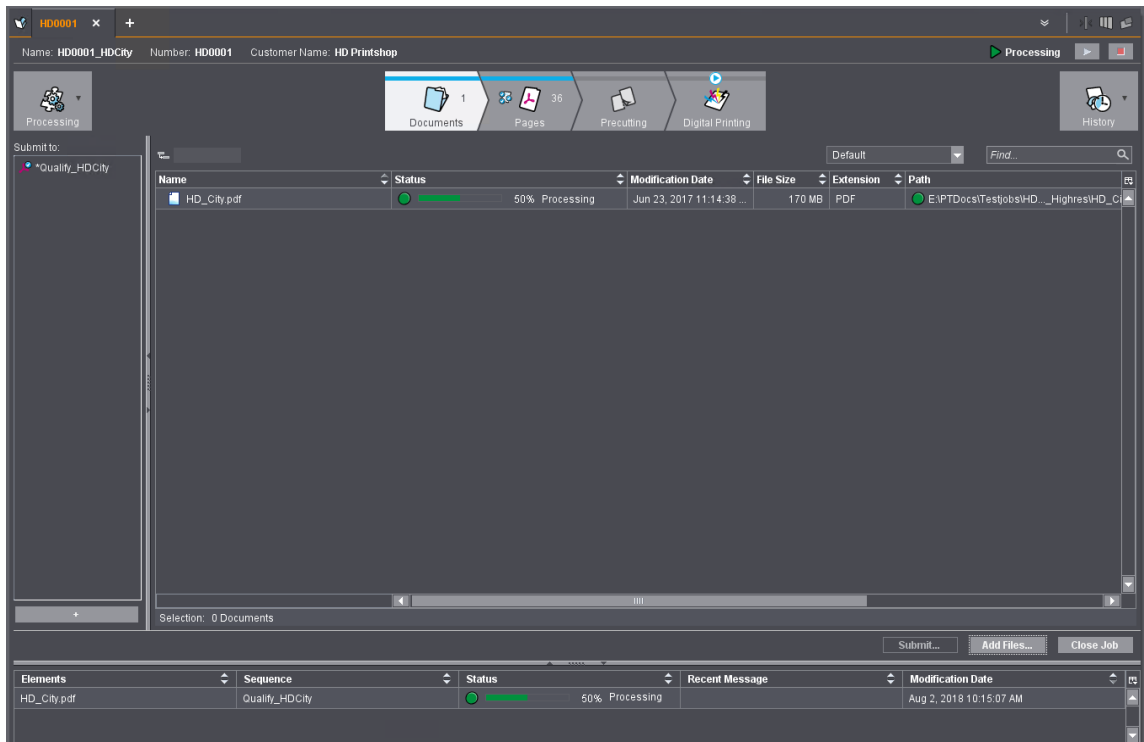 HD0001 × +
Name: HD0001_HDCity Number: HD0001 Customer Name: HD Printshop Processing
Processing
1
36
Documents Pages Precutting Digital Printing
History
Submit to:
*Qualify_HDCity
Default Find...
Name Status Modification Date File Size Extension Path
HD_City.pdf 50% Processing Jun 23, 2017 11:14:38 ... 170 MB PDF E:\PTDocs\Testjobs\HD..._Highres\HD_Ci
+
Selection: 0 Documents
Submit... Add Files... Close Job
Elements Sequence Status Recent Message Modification Date
HD_City.pdf Qualify_HDCity 50% Processing Aug 2, 2018 10:15:07 AM